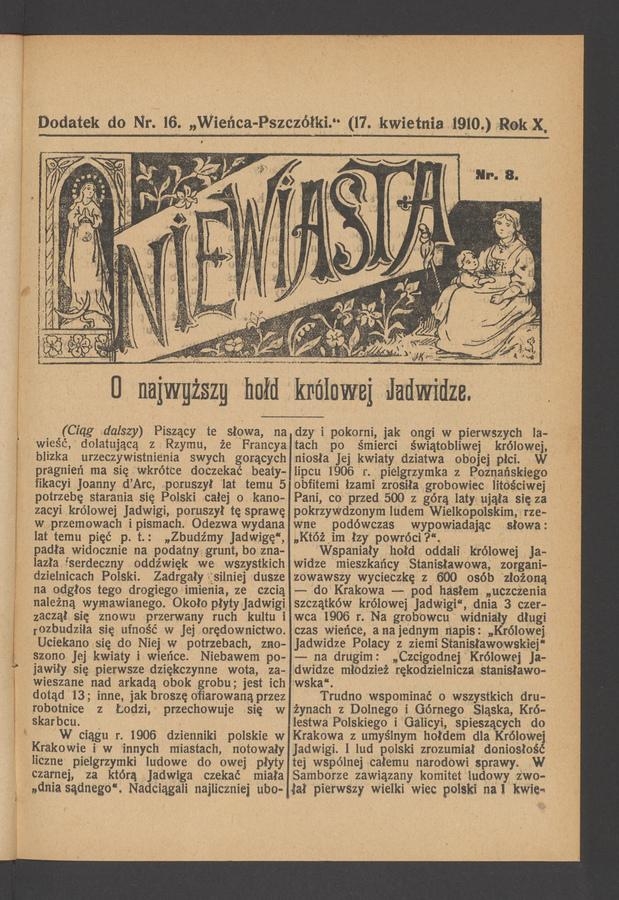 Dodatek do Nr. 16. „Wieńca-Pszczółki.“ (17. kwietnia 1910.) Rok X.
Nr. 8.
NIEWIASTA
O najwyższy hołd królowej Jadwidze.
(Ciąg dalszy) Piszący te słowa, na
wieść, dolatującą z Rzymu, że Francya
blizka urzeczywistnienia swych gorących
pragnień ma się wkrótce doczekać beaty-
fikacyi Joanny d'Arc, poruszył lat temu 5
potrzebę starania się Polski całej o kano-
zacyi królowej Jadwigi, poruszył tę sprawę
w przemowach i pismach. Odezwa wydana
lat temu pięć p. t.: „Zbudźmy Jadwigę“,
padła widocznie na podatny grunt, bo zna-
lazła serdeczny oddźwięk we wszystkich
dzielnicach Polski. Zadrgały silniej dusze
na odgłos tego drogiego imienia, ze czcią
należną wymawianego. Około płyty Jadwigi
zaczął się znowu przerwany ruch kultu i
rozbudziła się ufność w Jej orędownictwo.
Uciekano się do Niej w potrzebach, zno-
szono Jej kwiaty i wieńce. Niebawem po-
jawiły się pierwsze dziękczynne wota, za-
wieszane nad arkadą obok grobu; jest ich
dotąd 13; inne, jak broszę ofiarowaną przez
robotnice z Łodzi, przechowuje się w
skarbcu.
W ciągu r. 1906 dzienniki polskie w
Krakowie i w innych miastach, notowały
liczne pielgrzymki ludowe do owej płyty
czarnej, za którą Jadwiga czekać miała
„dnia sądnego“. Nadciągali najliczniej ubo-
dzy i pokorni, jak ongi w pierwszych la-
tach po śmierci świątobliwej królowej,
niosła Jej kwiaty dziatwa obojej płci. W
lipcu 1906 r. pielgrzymka z Poznańskiego
obfitemi łzami zrosiła grobowiec litościwej
Pani, co przed 500 z górą laty ujęła się za
pokrzywdzonym ludem Wielkopolskim, rze-
wne podówczas wypowiadając słowa:
„Któż im łzy powróci?“.
Wspaniały hołd oddali królowej Ja-
widze mieszkańcy Stanisławowa, zorgani-
zowawszy wycieczkę z 600 osób złożoną
— do Krakowa — pod hasłem „uczczenia
szczątków królowej Jadwigi“, dnia 3 czer-
wca 1906 r. Na grobowcu widniały długi
czas wieńce, a na jednym napis: „Królowej
Jadwidze Polacy z ziemi Stanisławowskiej“
— na drugim: „Czcigodnej Królowej Ja-
dwidze młodzież rękodzielnicza stanisławo-
wska“.
Trudno wspominać o wszystkich dru-
żynach z Dolnego i Górnego Sląska, Kró-
lestwa Polskiego i Galicyi, spieszących do
Krakowa z umyślnym hołdem dla Królowej
Jadwigi. I lud polski zrozumiał doniosłość
tej wspólnej całemu narodowi sprawy. W
Samborze zawiązany komitet ludowy zwo-
łał pierwszy wielki wiec polski na 1 kwie-